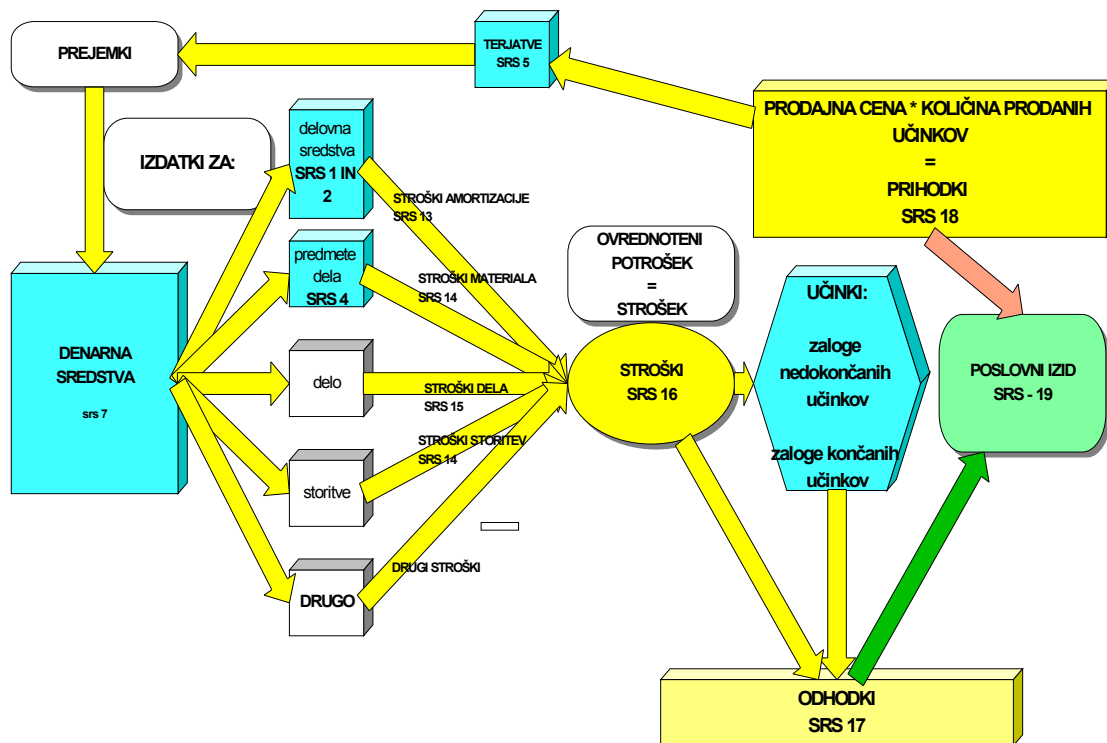 PREJEMKI
TERJATVE
SRS 5
PRODAJNA CENA * KOLIČINA PRODANIH
UČINKOV
=
PRIHODKI
SRS 18
IZDATKI ZA:
delovna
sredstva
SRS 1 IN
2
STROŠKI AMORTIZACIJE
SRS 13
predmete
dela
SRS 4
STROŠKI MATERIALA
SRS 14
OVREDNOTENI
POTROŠEK
=
STROŠEK
DENARNA
SREDSTVA
srs 7
delo
STROŠKI DELA
SRS 15
STROŠKI
SRS 16
UČINKI:
zaloge
nedokončanih
učinkov
zaloge končanih
učinkov
POSLOVNI IZID
SRS - 19
storitve
STROŠKI STORITEV
SRS 14
DRUGO
DRUGI STROŠKI
ODHODKI
SRS 17